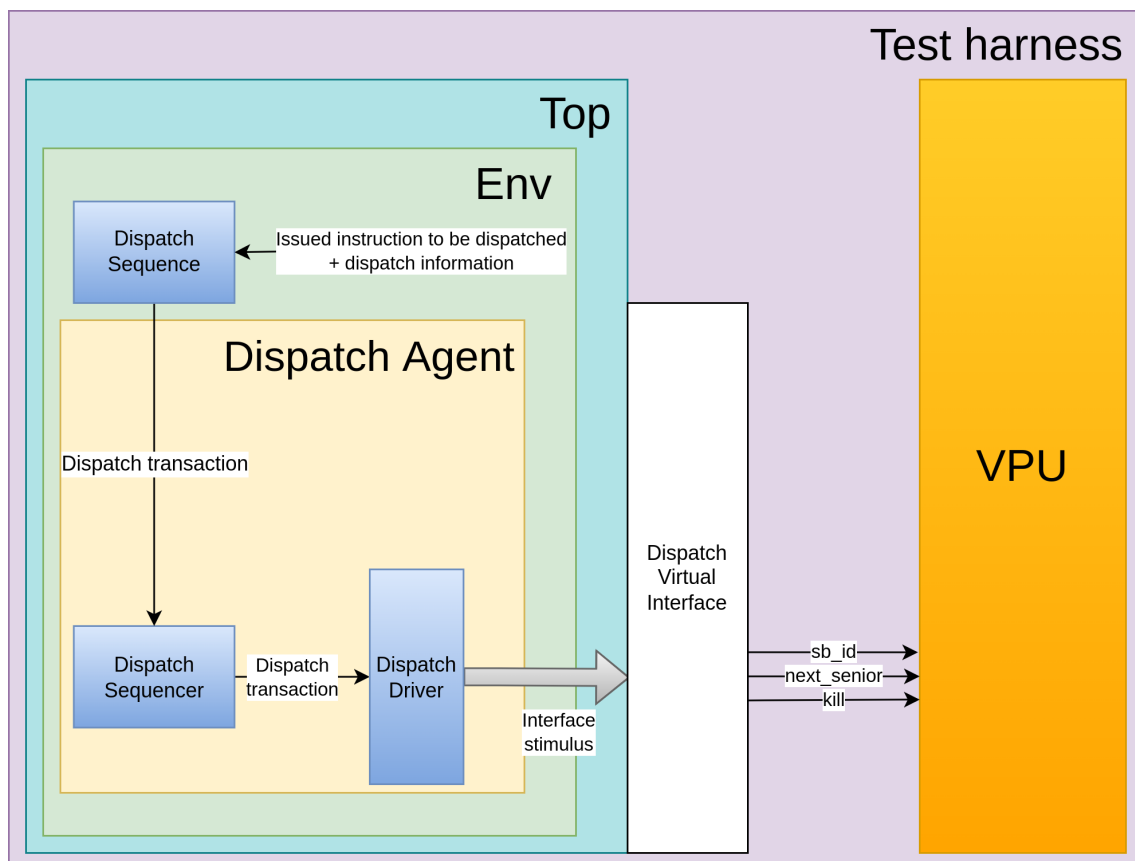 Test harness
Top
Env
Dispatch
Sequence
Issued instruction to be dispatched
+ dispatch information
Dispatch Agent
Dispatch transaction
VPU
Dispatch
Virtual
Interface
Dispatch
Sequencer
Dispatch
transaction
Dispatch
Driver
Interface
stimulus
sb_id
next_senior
kill